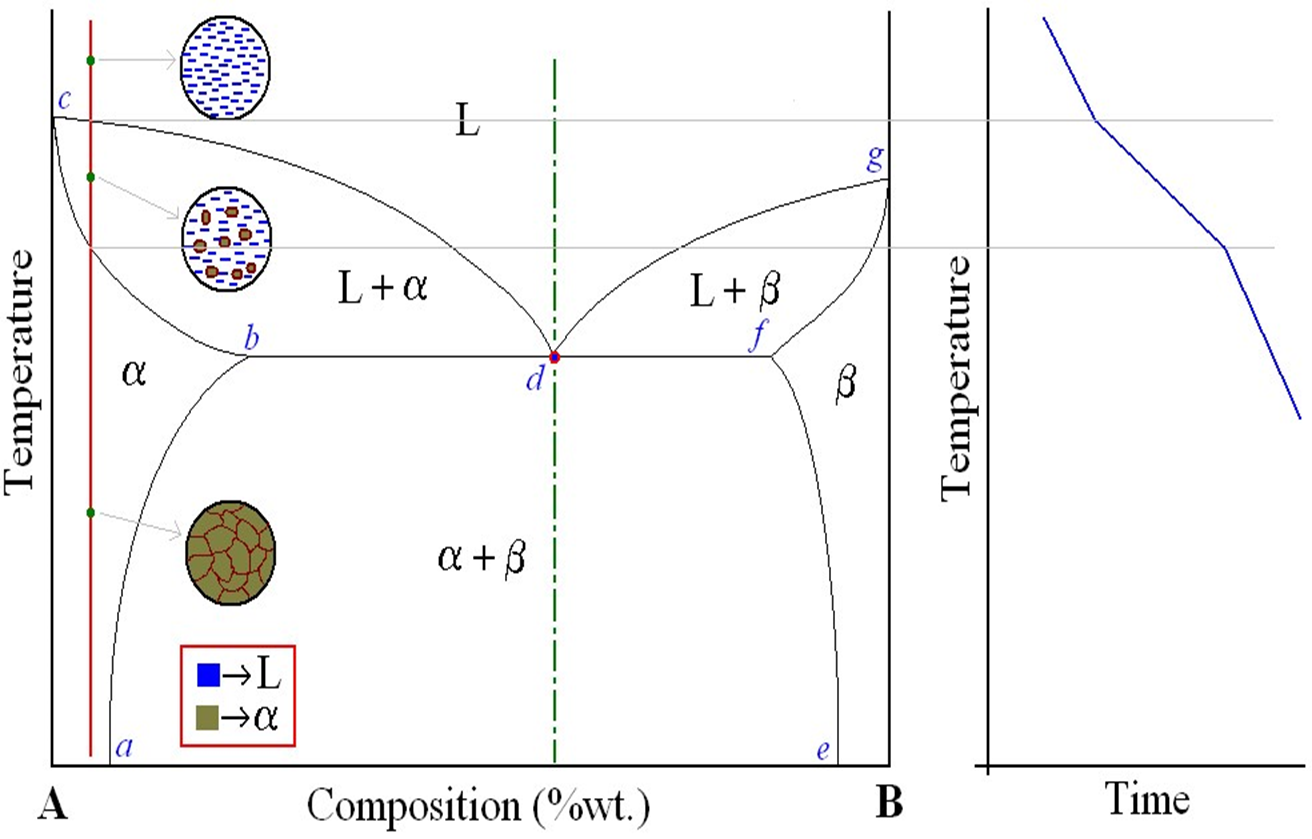 c
L
g
L + α
L + β
b
f
d
α
β
α + β
→L
→α
a
e
A
Composition (%wt.)
B
Temperature
Temperature
Time